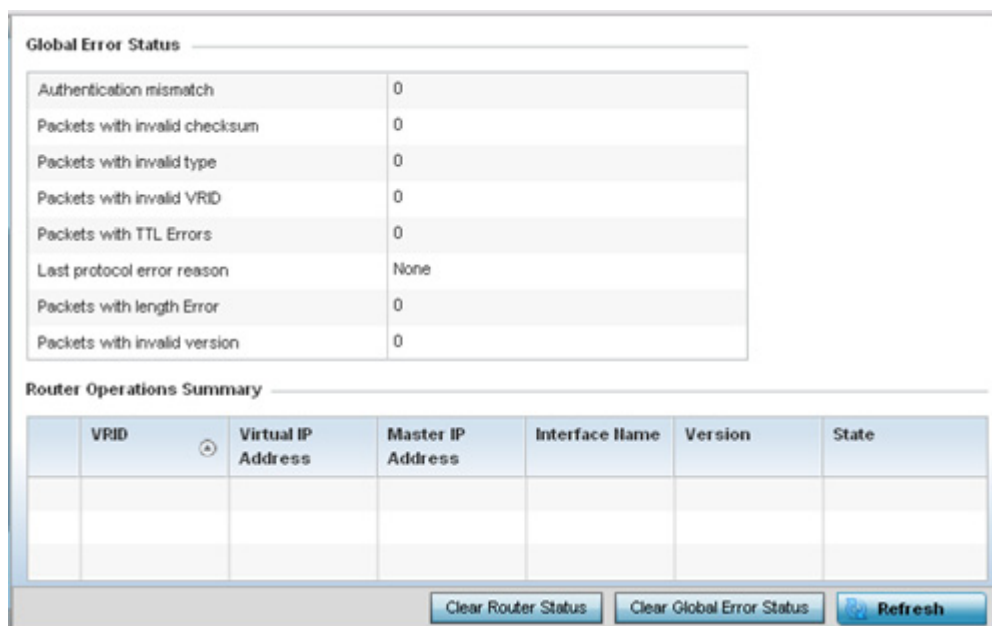 Global Error Status
Authentication mismatch 0
Packets with invalid checksum 0
Packets with invalid type 0
Packets with invalid VRID 0
Packets with TTL Errors 0
Last protocol error reason None
Packets with length Error 0
Packets with invalid version 0
Router Operations Summary
VRID Virtual IP Address Master IP Address Interface Name Version State
Clear Router Status Clear Global Error Status Refresh